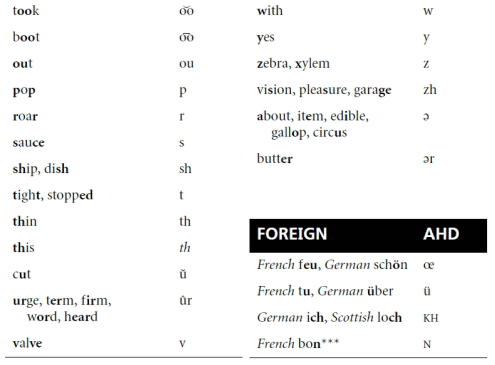 took o͝o
boot o͞o
out ou
pop p
roar r
sauce s
ship, dish sh
tight, stopped t
thin th
this th
cut ŭ
urge, term, firm, ûr
word, heard
valve v
with w
yes y
zebra, xylem z
vision, pleasure, garage zh
about, item, edible, ə
gallop, circus
butter ər
FOREIGN AHD
French feu, German schön œ
French tu, German über ü
German ich, Scottish loch KH
French bon*** N